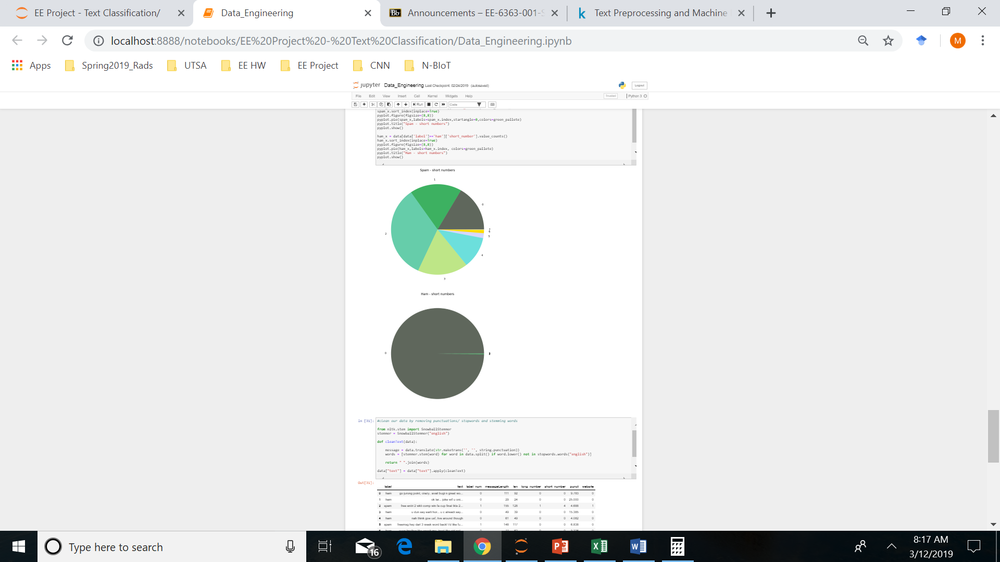 EE Project - Text Classification/
Data_Engineering
Bb Announcements – EE-6363-001-S
k Text Preprocessing and Machine
localhost:8888/notebooks/EE%20Project%20-%20Text%20Classification/Data_Engineering.ipynb
M
Apps
Spring2019_Rads
UTSA
EE HW
EE Project
CNN
N-BIoT
jupyter Data_Engineering Last Checkpoint: 02/24/2019 (autosaved)
Logout
File Edit View Insert Cell Kernel Widgets Help
Trusted
Python 3
Run
Code
spam_x.sort_index(inplace=True)
pyplot.figure(figsize=(8,8))
pyplot.pie(spam_x,labels=spam_x.index,startangle=0,colors=green_pallete)
pyplot.title("Spam - short numbers")
pyplot.show()
ham_x = data[data['label']=='ham']['short_number'].value_counts()
ham_x.sort_index(inplace=True)
pyplot.figure(figsize=(8,8))
pyplot.pie(ham_x,labels=ham_x.index, colors=green_pallete)
pyplot.title("Ham - short numbers")
pyplot.show()
Spam - short numbers
1
0
7
6
2
5
4
3
Ham - short numbers
0
In [31]:
#clean our data by removing punctuations/ stopwords and stemming words
from nltk.stem import SnowballStemmer
stemmer = SnowballStemmer("english")
def cleanText(data):
message = data.translate(str.maketrans('', '', string.punctuation))
words = [stemmer.stem(word) for word in data.split() if word.lower() not in stopwords.words("english")]
return " ".join(words)
data["text"] = data["text"].apply(cleanText)
Out[31]:
label text label_num messageLength len long_number short_number punct website
0 ham go jurong point, crazy.. avail bugi n great wo... 0 111 92 0 0 9.783 0
1 ham ok lar... joke wif u oni... 0 29 24 0 0 25.000 0
2 spam free entri 2 wkli comp win fa cup final tkts 2... 1 155 128 1 4 4.688 1
3 ham u dun say earli hor... u c alreadi say... 0 49 39 0 0 15.385 0
4 ham nah think goe usf, live around though 0 61 49 0 0 4.082 0
5 spam freemsg hey darl 3 week word back! i'd like fu... 1 148 117 0 0 6.838 0
Type here to search
16
8:17 AM
3/12/2019